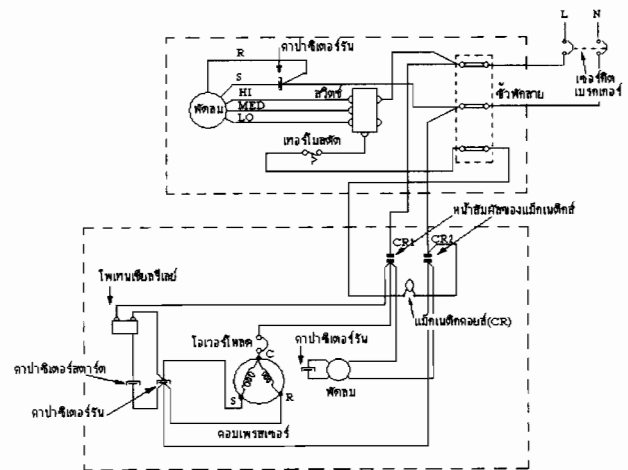 L N
R
คาปาซิเตอร์รัน
S
สวิตช์
HI
MED
LO
พัดลม
เซอร์กิต
เบรกเกอร์
ขั้วพักสาย
เทอร์โมสตัด
หน้าสัมผัสของแม็กเนติกส์
CR1
CR2
โพเทนเชียลรีเลย์
แม็กเนติกคอยล์(CR)
โอเวอร์โหลด
คาปาซิเตอร์รัน
C
คาปาซิเตอร์สตาร์ต
S
R
พัดลม
คาปาซิเตอร์รัน
คอมเพรสเซอร์